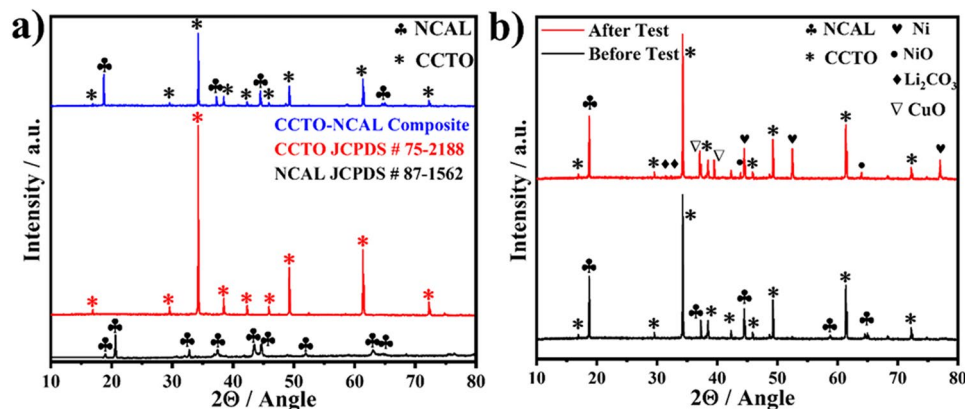 a)
♣ NCAL
* CCTO
CCTO-NCAL Composite
CCTO JCPDS # 75-2188
NCAL JCPDS # 87-1562
Intensity / a.u.
10 20 30 40 50 60 70 80
2Θ / Angle
b)
After Test
Before Test
♣ NCAL
* CCTO
♥ Ni
● NiO
♦ Li₂CO₃
▽ CuO
Intensity / a.u.
10 20 30 40 50 60 70 80
2Θ / Angle